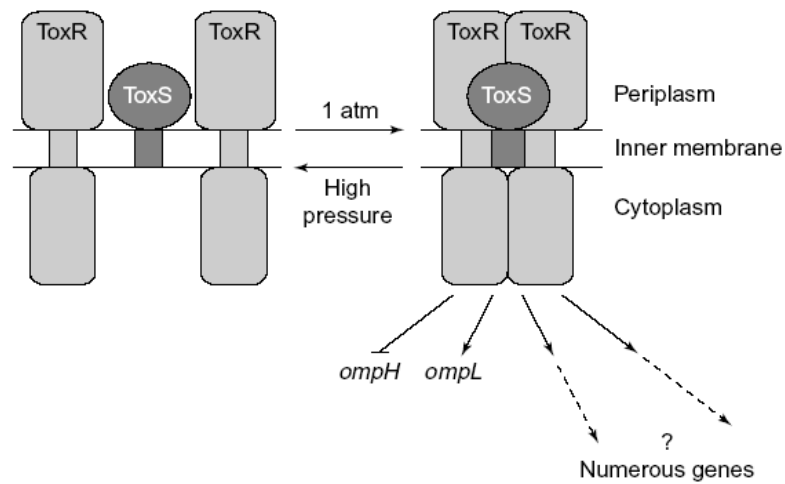 ToxR
ToxR
ToxS
1 atm
High
pressure
ToxR
ToxR
ToxS
Periplasm
Inner membrane
Cytoplasm
ompH
ompL
?
Numerous genes